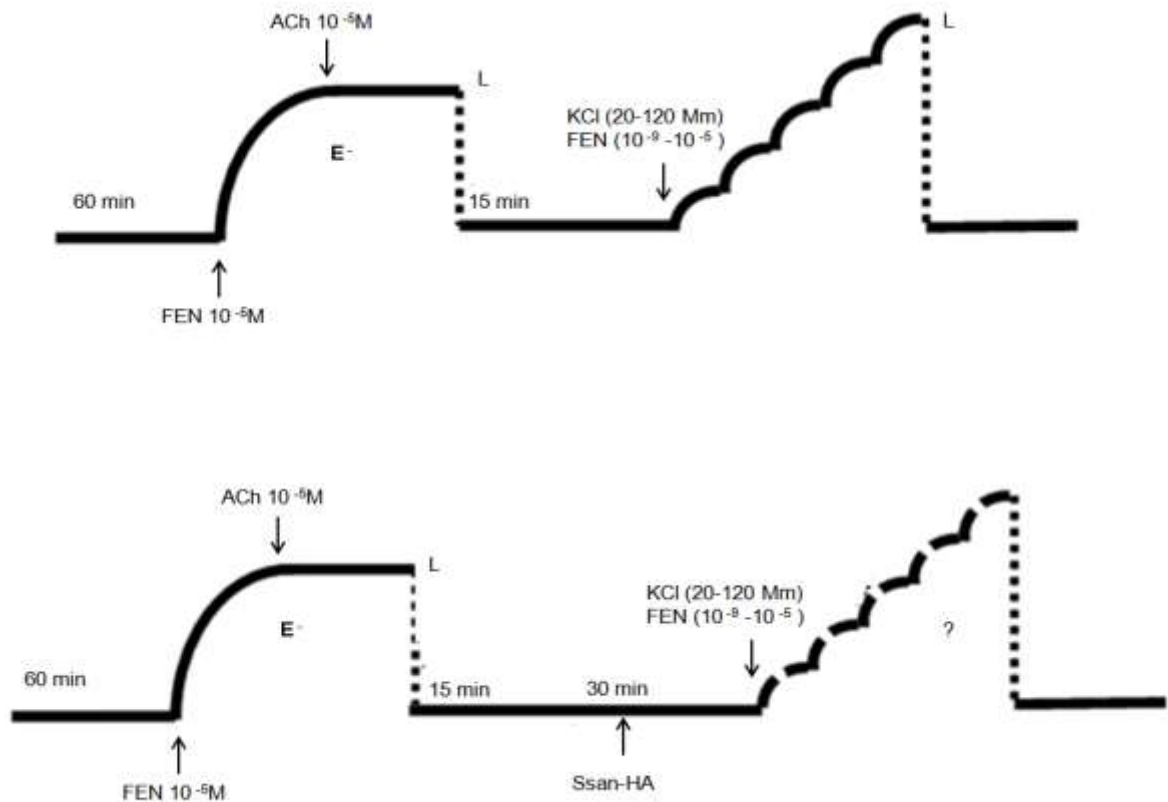 ACh 10 ⁻⁵M
L
KCl (20-120 Mm)
FEN (10⁻⁹ -10⁻⁵ )
E⁻
60 min
15 min
FEN 10 ⁻⁵M
ACh 10 ⁻⁵M
L
KCl (20-120 Mm)
FEN (10⁻⁹ -10⁻⁵ )
E⁻
?
60 min
15 min
30 min
Ssan-HA
FEN 10 ⁻⁵M
L